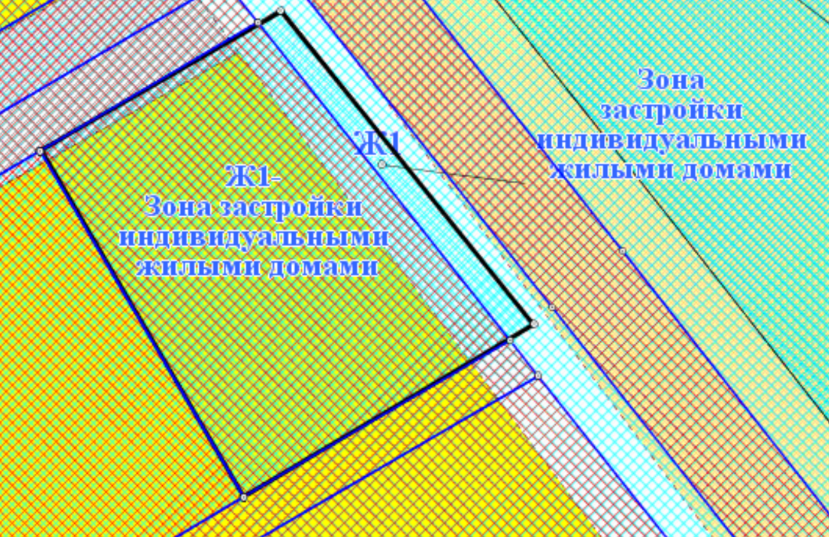 Зона
застройки
индивидуальными
жилыми домами
Ж1
Ж1-
Зона застройки
индивидуальными
жилыми домами